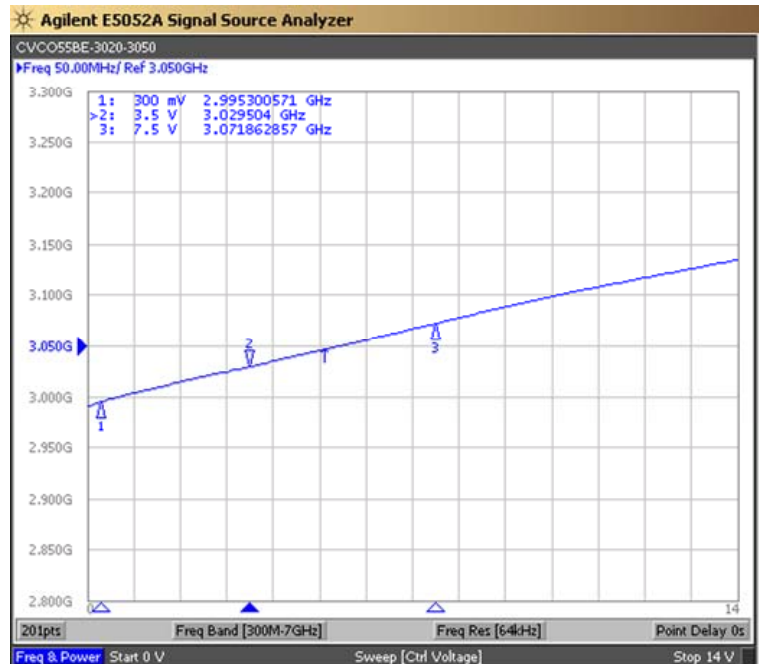 Agilent E5052A Signal Source Analyzer
CVCO55BE-3020-3050
▶Freq 50.00MHz/ Ref 3.050GHz
3.300G
1: 300 mV 2.995300571 GHz
>2: 3.5 V 3.029504 GHz
3: 7.5 V 3.071862857 GHz
3.250G
3.200G
3.150G
3.100G
3.050G
2
3
3.000G
1
2.950G
2.900G
2.850G
2.800G
0 14
201pts Freq Band [300M-7GHz] Freq Res [64kHz] Point Delay 0s
Freq & Power Start 0 V Sweep [Ctrl Voltage] Stop 14 V